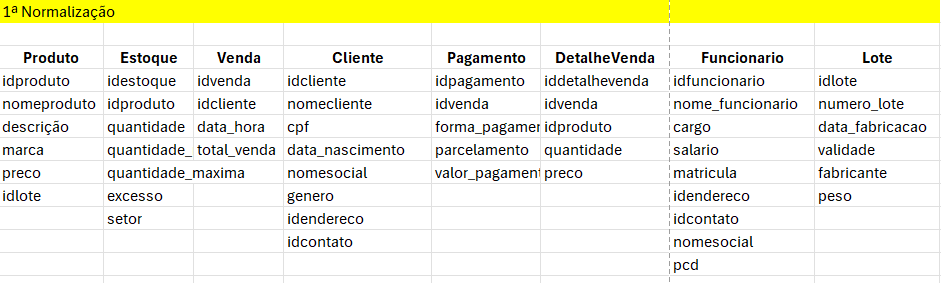 1ª Normalização
Produto Estoque Venda Cliente Pagamento DetalheVenda Funcionario Lote
idproduto idestoque idvenda idcliente idpagamento iddetalhevenda idfuncionario idlote
nomeproduto idproduto idcliente nomecliente idvenda idvenda nome_funcionario numero_lote
descrição quantidade data_hora cpf forma_pagamen idproduto cargo data_fabricacao
marca quantidade_ total_venda data_nascimento parcelamento quantidade salario validade
preco quantidade_maxima nomesocial valor_pagament preco matricula fabricante
idlote excesso genero idendereco peso
setor idendereco idcontato
idcontato nomesocial
pcd